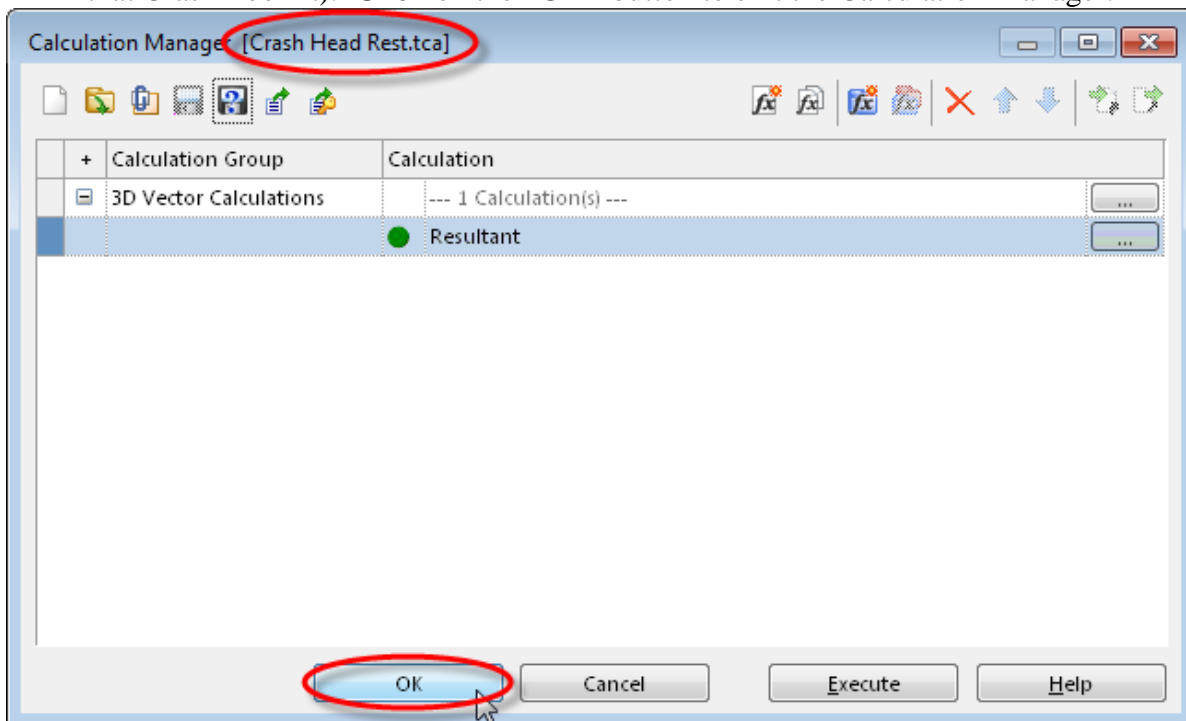 Calculation Manager [Crash Head Rest.tca]
+ Calculation Group Calculation
3D Vector Calculations --- 1 Calculation(s) --- ...
Resultant ...
OK Cancel Execute Help